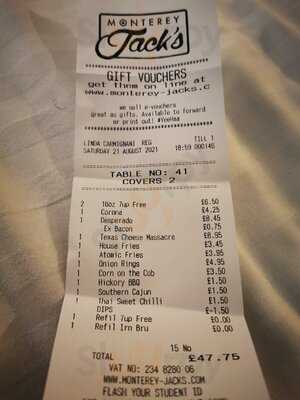 MONTEREY
Jack's
GIFT VOUCHERS
get them on line at
www.monterey-jacks.c
we sell e-vouchers
great as gifts. Available to forward
or print out! #YeeHaa
LINDA CARMIGNANI REG TILL 1
SATURDAY 21 AUGUST 2021 18:59 000146
TABLE NO: 41
COVERS 2
2 16oz 7up Free £6.50
1 Corona £4.25
1 Desperado £8.45
Ex Bacon £0.75
1 Texas Cheese Massacre £8.95
1 House Fries £3.45
1 Atomic Fries £3.95
1 Onion Rings £4.95
1 Corn on the Cob £3.50
1 Hickory BBQ £1.50
1 Southern Cajun £1.50
1 Thai Sweet Chilli £1.50
DIPS £-1.50
1 Refil 7up Free £0.00
1 Refil Irn Bru £0.00
15 No
TOTAL £47.75
VAT NO: 234 8280 06
WWW.MONTEREY-JACKS.COM
FLASH YOUR STUDENT ID